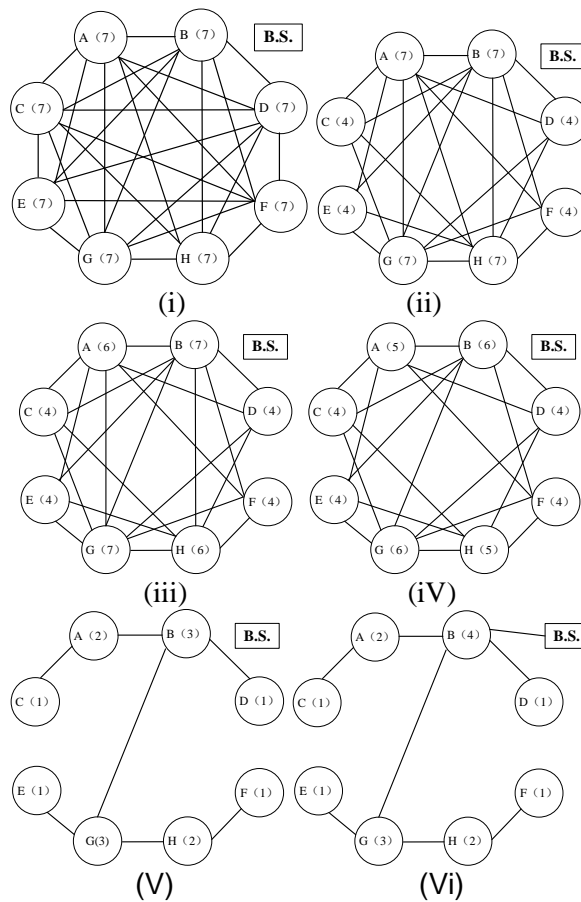 A（7） B（7） B.S.
C（7） D（7）
E（7） F（7）
G（7） H（7）
(i)
A（7） B（7） B.S.
C（4） D（4）
E（4） F（4）
G（7） H（7）
(ii)
A（6） B（7） B.S.
C（4） D（4）
E（4） F（4）
G（7） H（6）
(iii)
A（5） B（6） B.S.
C（4） D（4）
E（4） F（4）
G（6） H（5）
(iV)
A（2） B（3） B.S.
C（1） D（1）
E（1） F（1）
G(3) H（2）
(V)
A（2） B（4） B.S.
C（1） D（1）
E（1） F（1）
G（3） H（2）
(Vi)